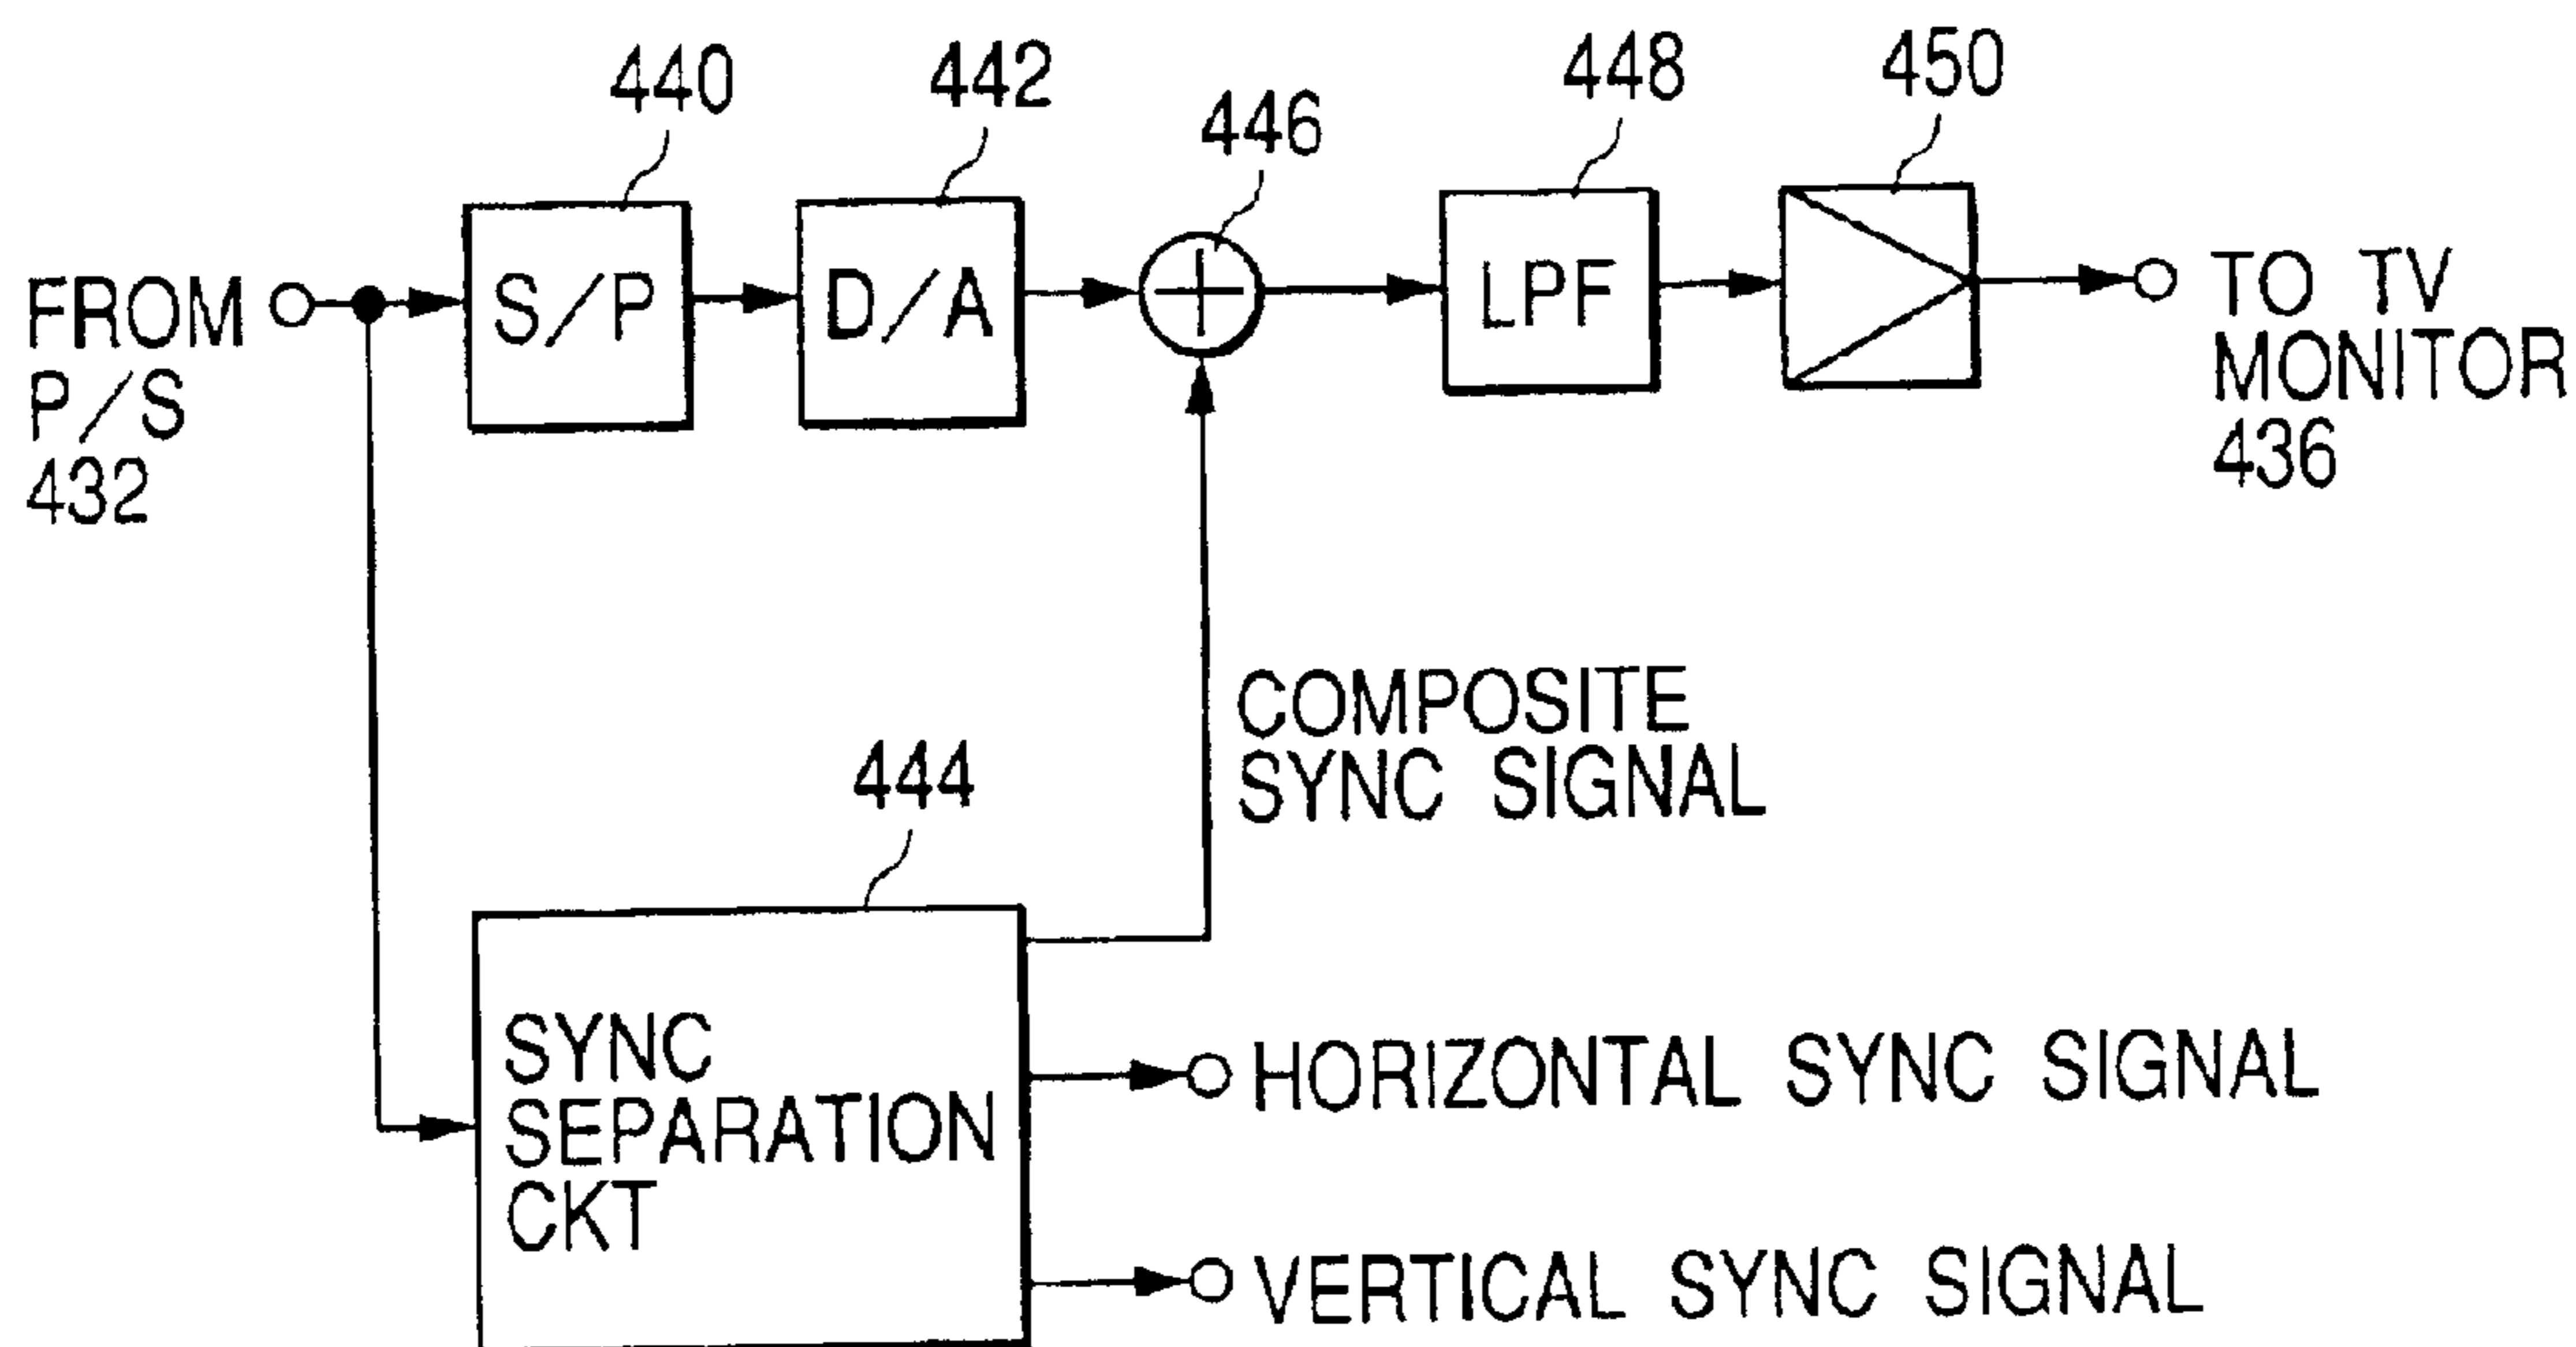 440
442
446
448
450
FROM
P/S
432
S/P
D/A
LPF
TO TV
MONITOR
436
COMPOSITE
SYNC SIGNAL
444
SYNC
SEPARATION
CKT
HORIZONTAL SYNC SIGNAL
VERTICAL SYNC SIGNAL